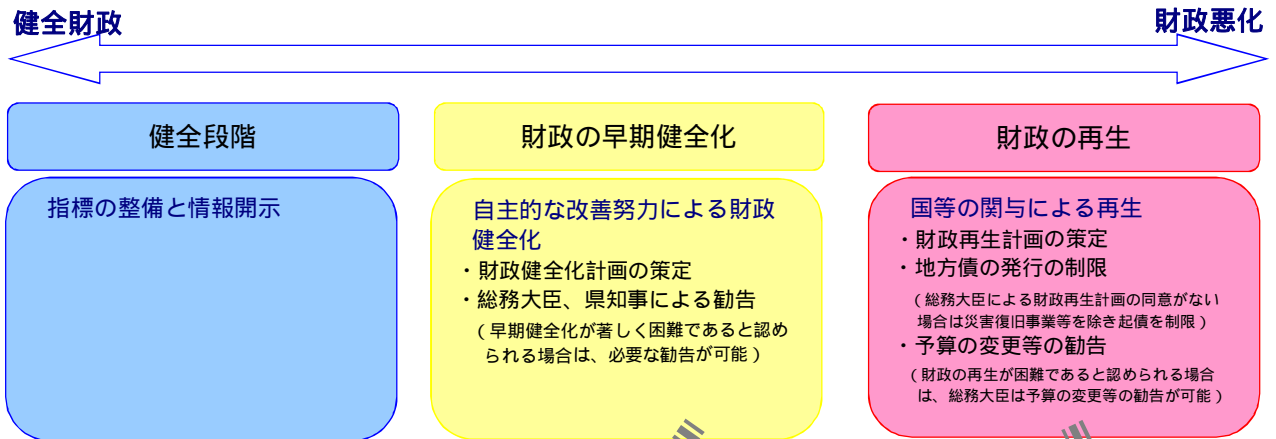 健全財政
財政悪化
健全段階
指標の整備と情報開示
財政の早期健全化
自主的な改善努力による財政
健全化
・財政健全化計画の策定
・総務大臣、県知事による勧告
(早期健全化が著しく困難であると認め
られる場合は、必要な勧告が可能)
財政の再生
国等の関与による再生
・財政再生計画の策定
・地方債の発行の制限
(総務大臣による財政再生計画の同意がない
場合は災害復旧事業等を除き起債を制限)
・予算の変更等の勧告
(財政の再生が困難であると認められる場合
は、総務大臣は予算の変更等の勧告が可能)